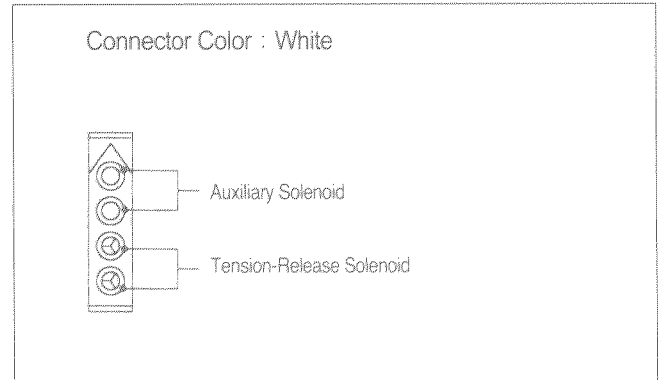 Connector Color : White
Auxiliary Solenoid
Tension-Release Solenoid